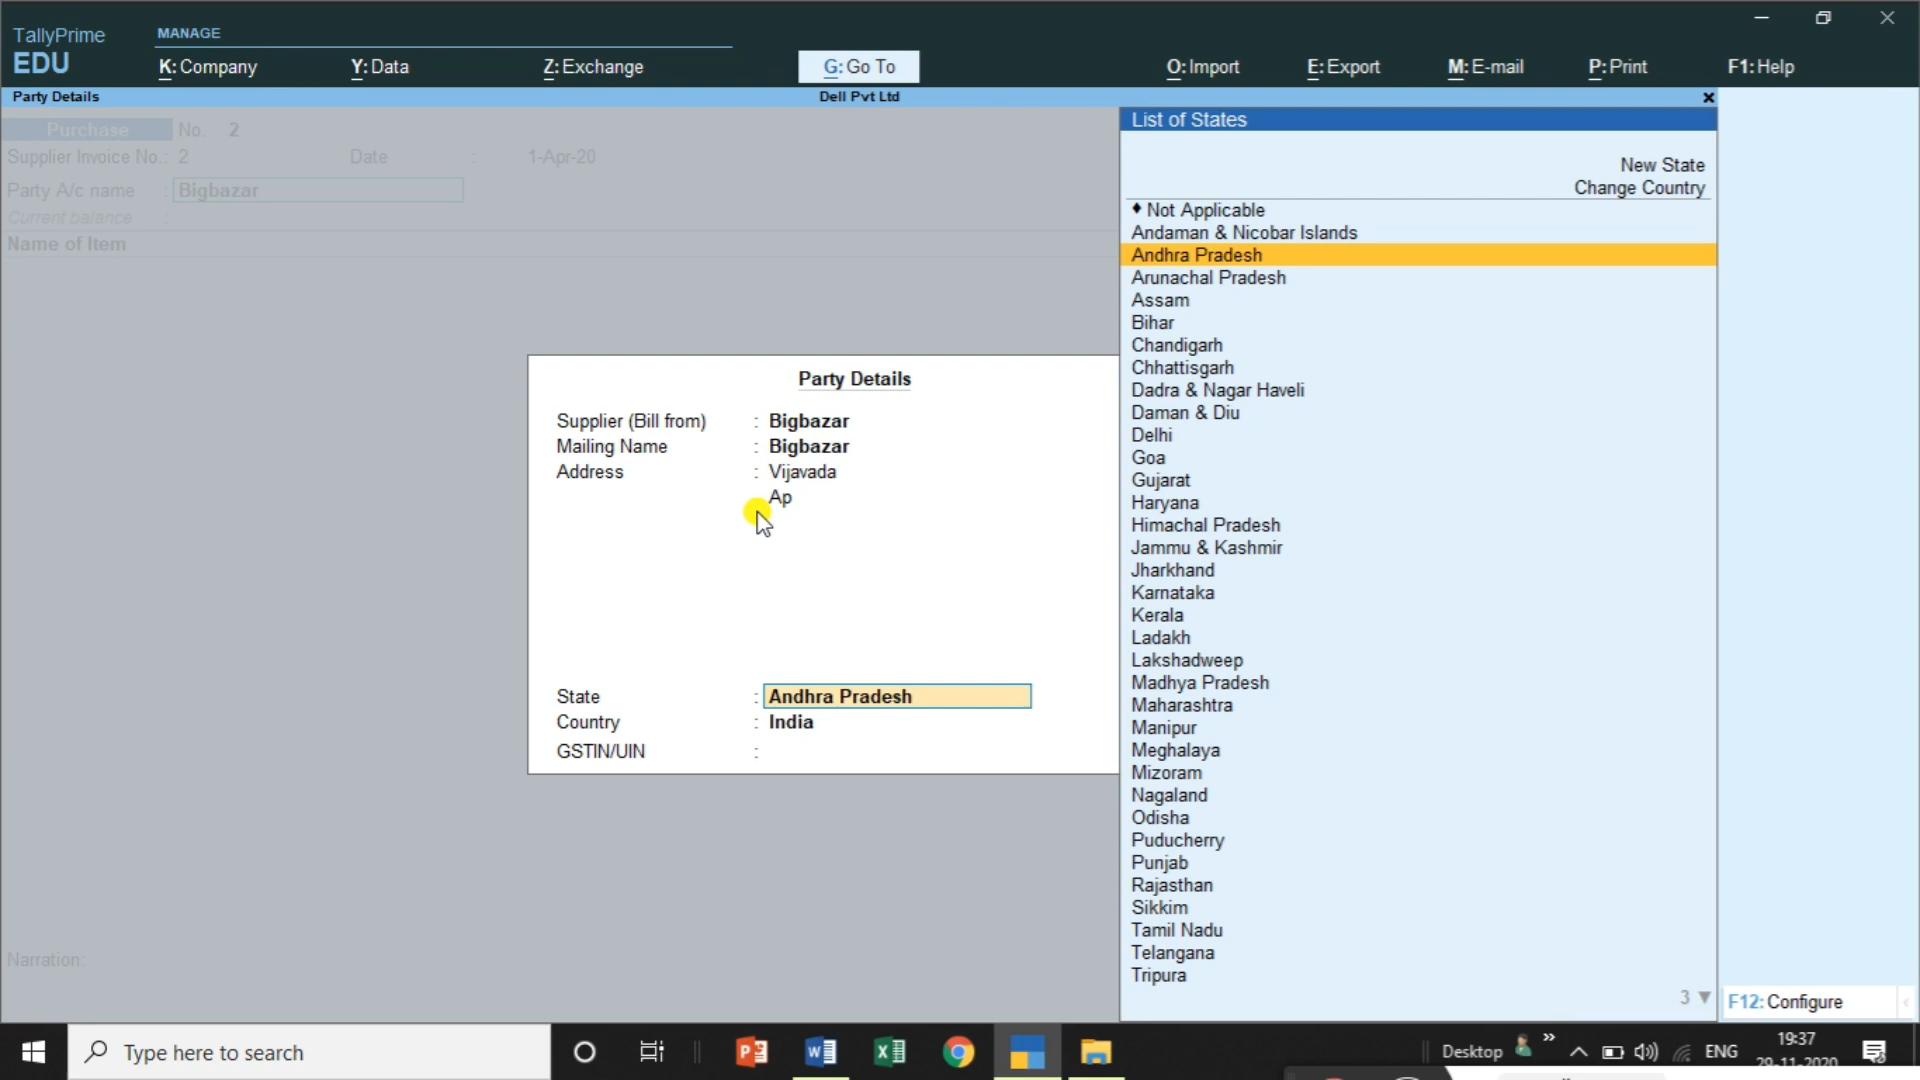 TallyPrime
EDU
MANAGE
K: Company
Y: Data
Z: Exchange
G: Go To
O: Import
E: Export
M: E-mail
P: Print
F1: Help
Party Details
Dell Pvt Ltd
Purchase No. 2
Supplier Invoice No.: 2 Date : 1-Apr-20
Party A/c name : Bigbazar
Current balance :
Name of Item
Party Details
Supplier (Bill from) : Bigbazar
Mailing Name : Bigbazar
Address : Vijavada
Ap
State : Andhra Pradesh
Country : India
GSTIN/UIN :
Narration:
List of States
New State
Change Country
♦ Not Applicable
Andaman & Nicobar Islands
Andhra Pradesh
Arunachal Pradesh
Assam
Bihar
Chandigarh
Chhattisgarh
Dadra & Nagar Haveli
Daman & Diu
Delhi
Goa
Gujarat
Haryana
Himachal Pradesh
Jammu & Kashmir
Jharkhand
Karnataka
Kerala
Ladakh
Lakshadweep
Madhya Pradesh
Maharashtra
Manipur
Meghalaya
Mizoram
Nagaland
Odisha
Puducherry
Punjab
Rajasthan
Sikkim
Tamil Nadu
Telangana
Tripura
3 ▼
F12: Configure
Type here to search
Desktop
ENG
19:37
29-11-2020